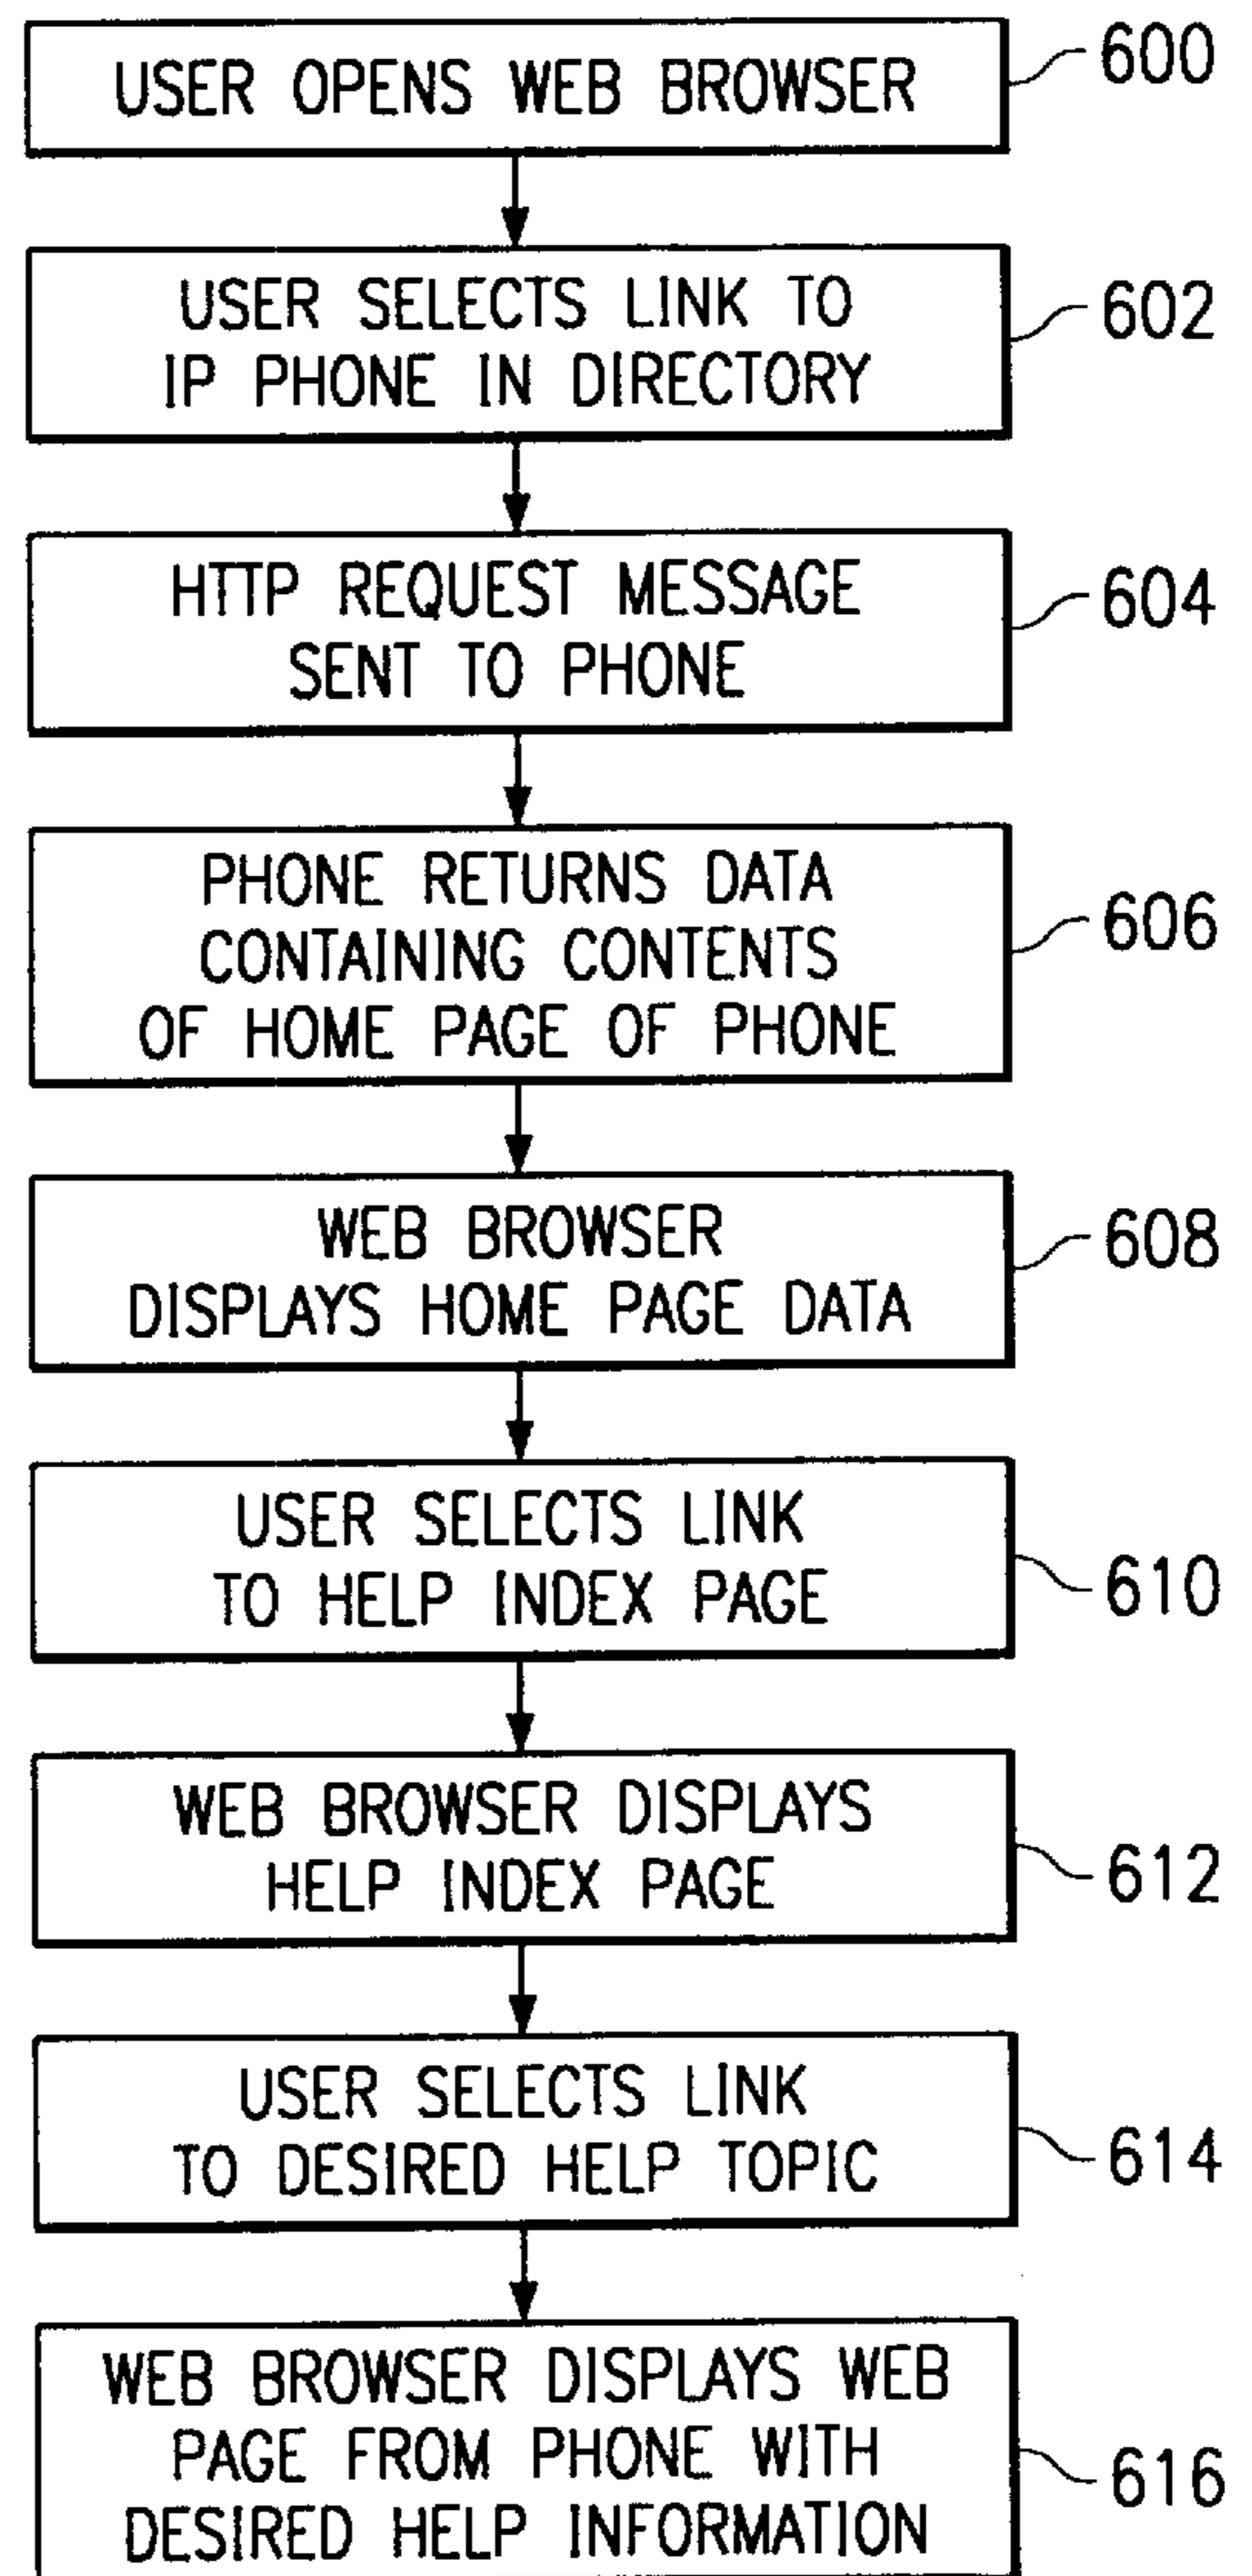 USER OPENS WEB BROWSER
600
USER SELECTS LINK TO
IP PHONE IN DIRECTORY
602
HTTP REQUEST MESSAGE
SENT TO PHONE
604
PHONE RETURNS DATA
CONTAINING CONTENTS
OF HOME PAGE OF PHONE
606
WEB BROWSER
DISPLAYS HOME PAGE DATA
608
USER SELECTS LINK
TO HELP INDEX PAGE
610
WEB BROWSER DISPLAYS
HELP INDEX PAGE
612
USER SELECTS LINK
TO DESIRED HELP TOPIC
614
WEB BROWSER DISPLAYS WEB
PAGE FROM PHONE WITH
DESIRED HELP INFORMATION
616